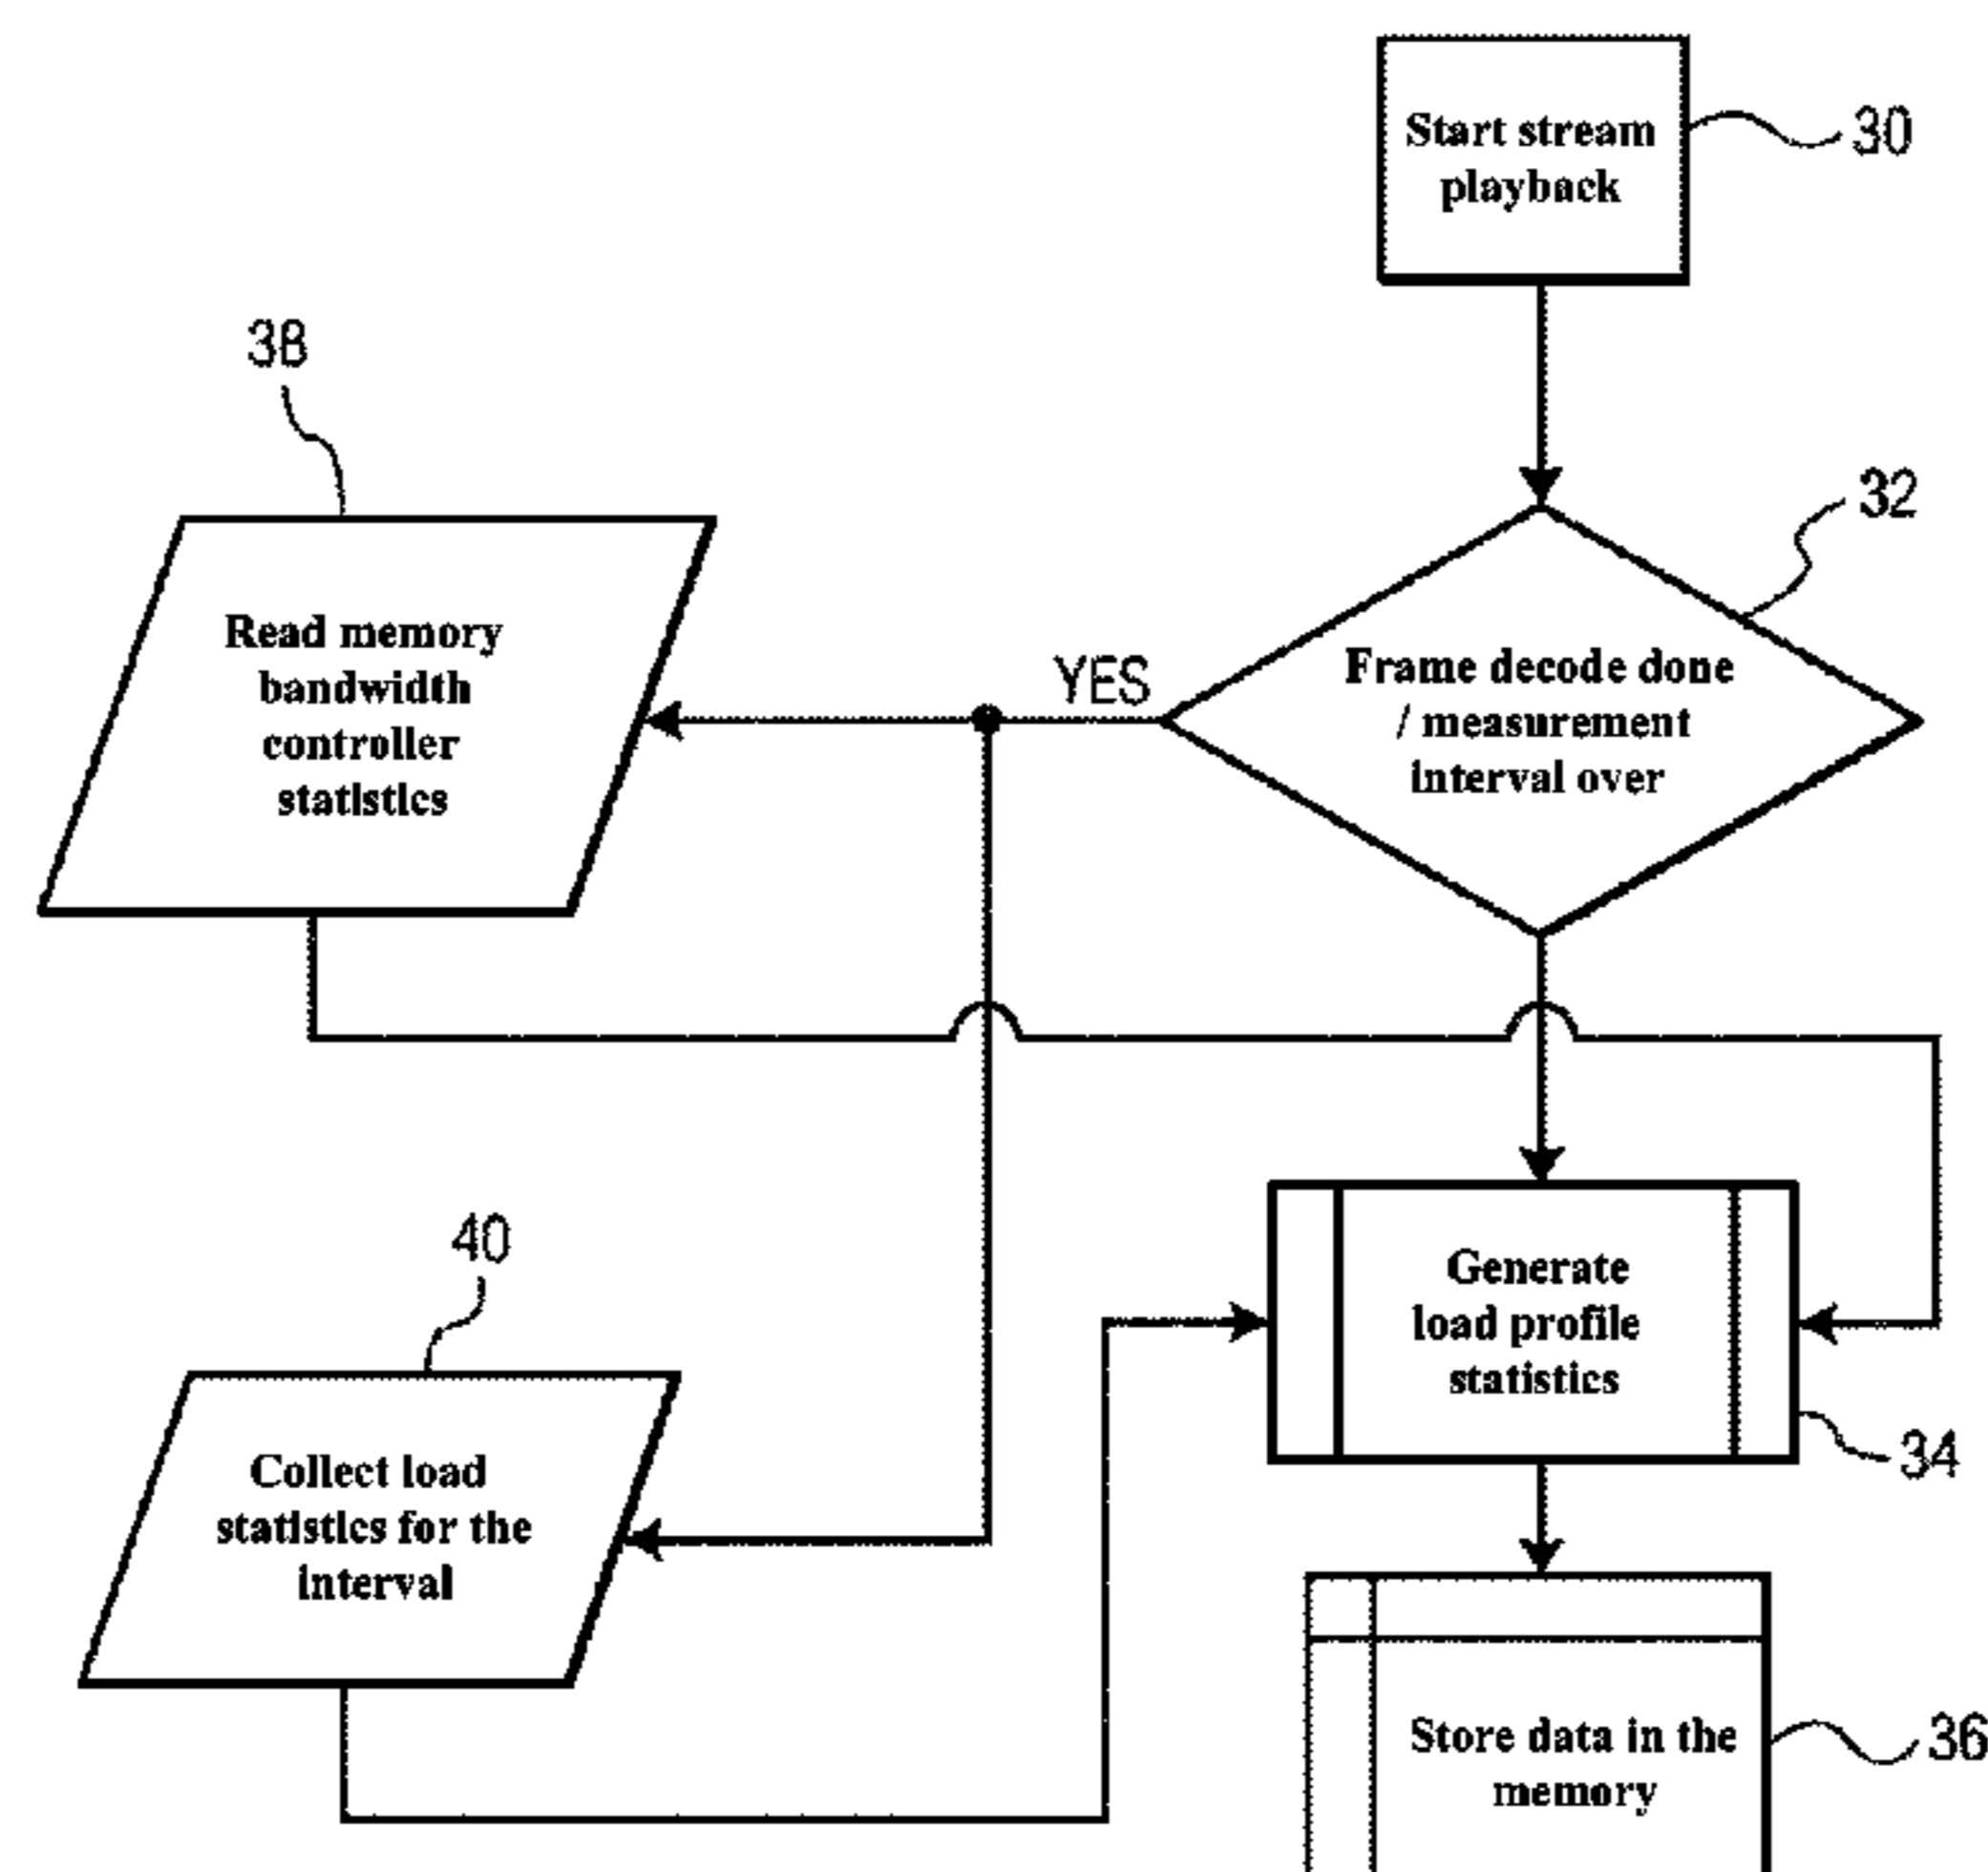 Start stream
playback
30
38
32
Read memory
bandwidth
controller
statistics
YES
Frame decode done
/ measurement
interval over
40
Generate
load profile
statistics
34
Collect load
statistics for the
interval
Store data in the
memory
36